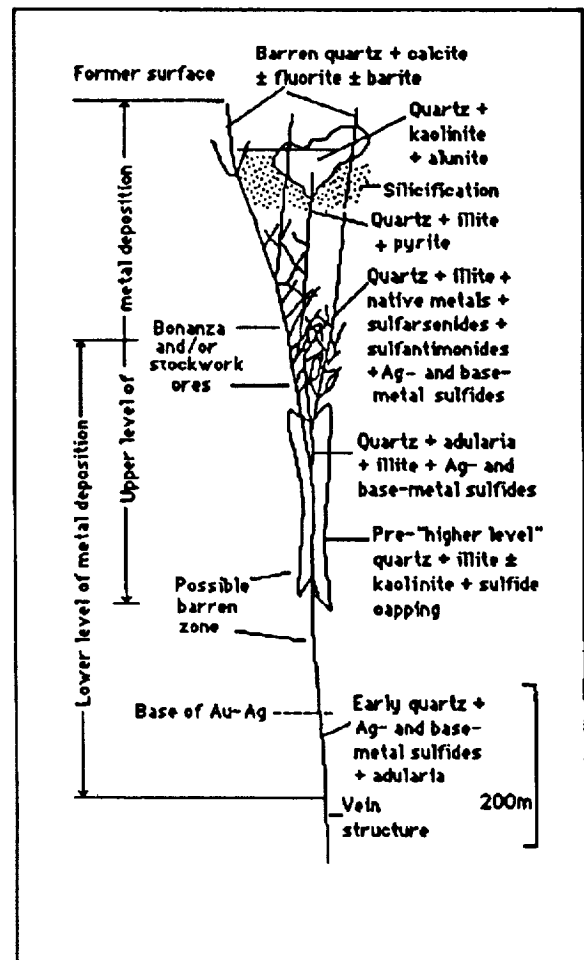 Barren quartz + calcite
± fluorite ± barite
Former surface
Quartz +
kaolinite
+ alunite
Silicification
Quartz + illite
+ pyrite
Quartz + illite +
native metals +
sulfarsenides +
sulfantimonides
+Ag- and base-
metal sulfides
Bonanza
and/or
stockwork
ores
Upper level of metal deposition
Lower level of metal deposition
Quartz + adularia
+ illite + Ag- and
base-metal sulfides
Pre-"higher level"
quartz + illite ±
kaolinite + sulfide
capping
Possible
barren
zone
Base of Au-Ag
Early quartz +
Ag- and base-
metal sulfides
+ adularia
200m
Vein
structure